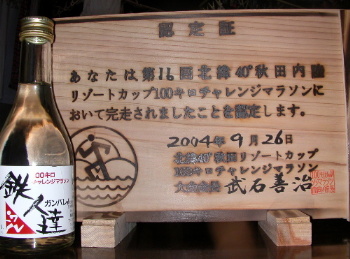 認定証
あなたは第16回北緯40°秋田内陸
リゾートカップ100キロチャレンジマラソンに
おいて完走されましたことを認定します。
2004年9月26日
北緯40°秋田リゾートカップ
100キロチャレンジマラソン
大会会長 武石善治
100キロ
チャレンジマラソン
鉄人達
ガンバレ